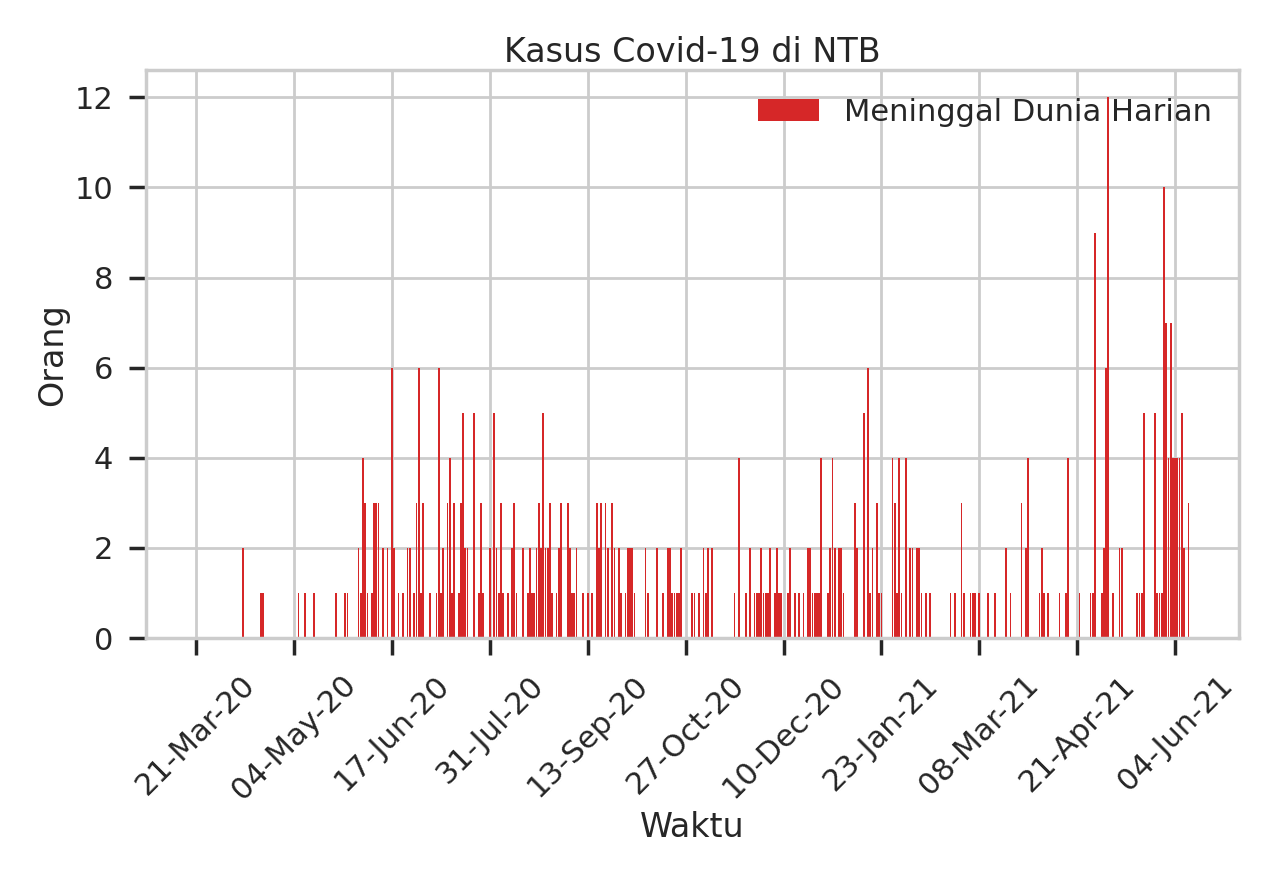 Kasus Covid-19 di NTB
Meninggal Dunia Harian
Orang
12
10
8
6
4
2
0
21-Mar-20
04-May-20
17-Jun-20
31-Jul-20
13-Sep-20
27-Oct-20
10-Dec-20
23-Jan-21
08-Mar-21
21-Apr-21
04-Jun-21
Waktu